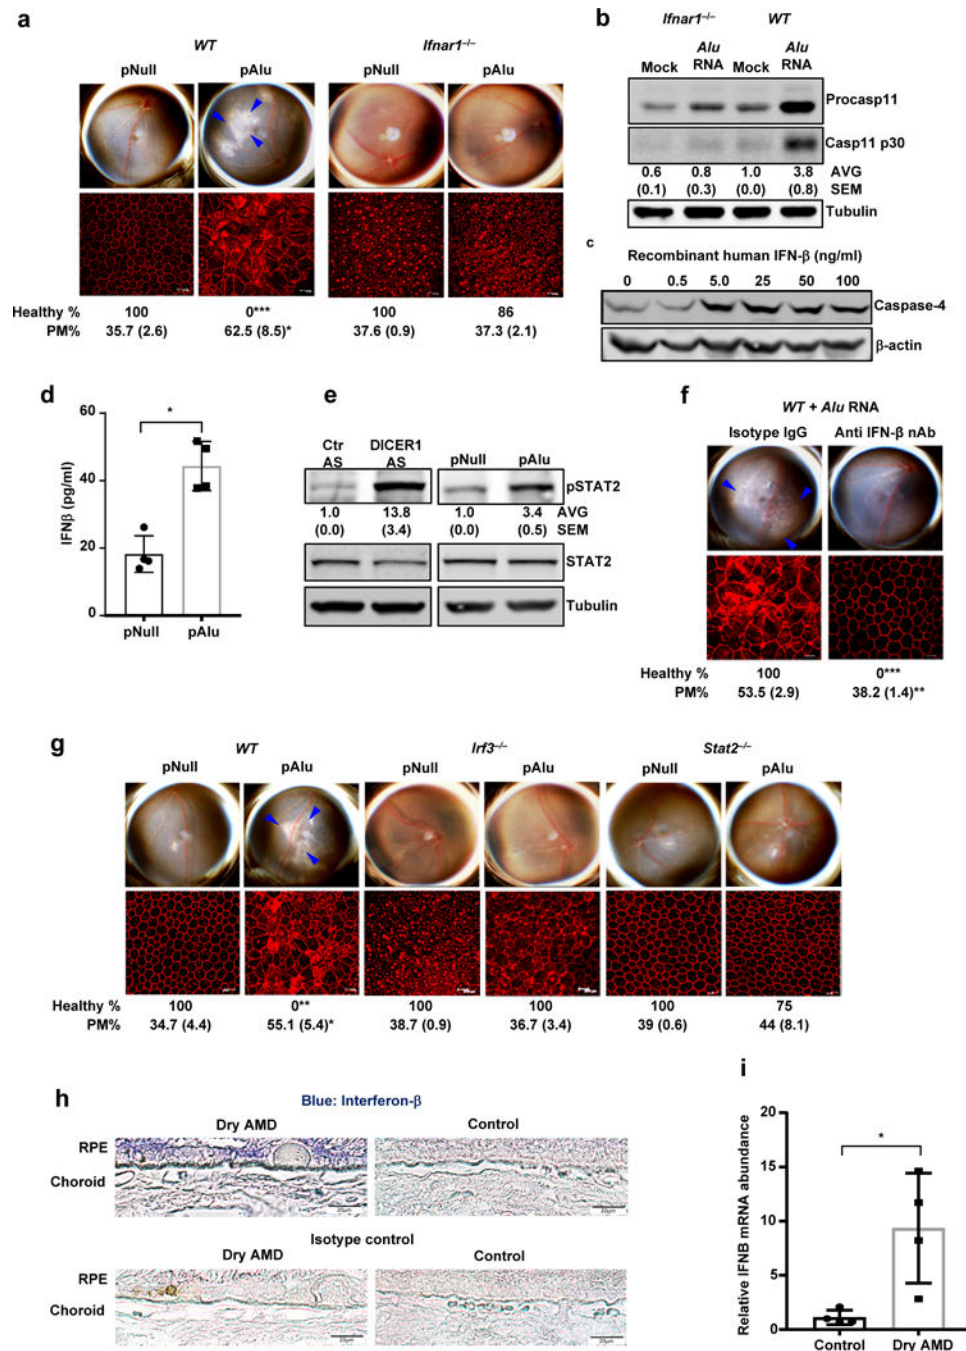 a
WT
Ifnar1–/–
pNull pAlu pNull pAlu
Healthy % 100 0*** 100 86
PM% 35.7 (2.6) 62.5 (8.5)* 37.6 (0.9) 37.3 (2.1)
b
Ifnar1–/– WT
Mock Alu RNA Mock Alu RNA
Procasp11
Casp11 p30
0.6 0.8 1.0 3.8 AVG
(0.1) (0.3) (0.0) (0.8) SEM
Tubulin
c
Recombinant human IFN-β (ng/ml)
0 0.5 5.0 25 50 100
Caspase-4
β-actin
d
IFNβ (pg/ml)
60
40
20
0
*
pNull pAlu
e
Ctr AS DICER1 AS pNull pAlu
pSTAT2
1.0 13.8 1.0 3.4 AVG
(0.0) (3.4) (0.0) (0.5) SEM
STAT2
Tubulin
f
WT + Alu RNA
Isotype IgG Anti IFN-β nAb
Healthy % 100 0***
PM% 53.5 (2.9) 38.2 (1.4)**
g
WT Irf3–/– Stat2–/–
pNull pAlu pNull pAlu pNull pAlu
Healthy % 100 0** 100 100 100 75
PM% 34.7 (4.4) 55.1 (5.4)* 38.7 (0.9) 36.7 (3.4) 39 (0.6) 44 (8.1)
h
Blue: Interferon-β
Dry AMD Control
RPE
Choroid
20µm 20µm
Isotype control
Dry AMD Control
RPE
Choroid
20µm 20µm
i
Relative IFNB mRNA abundance
20
15
10
5
0
*
Control Dry AMD